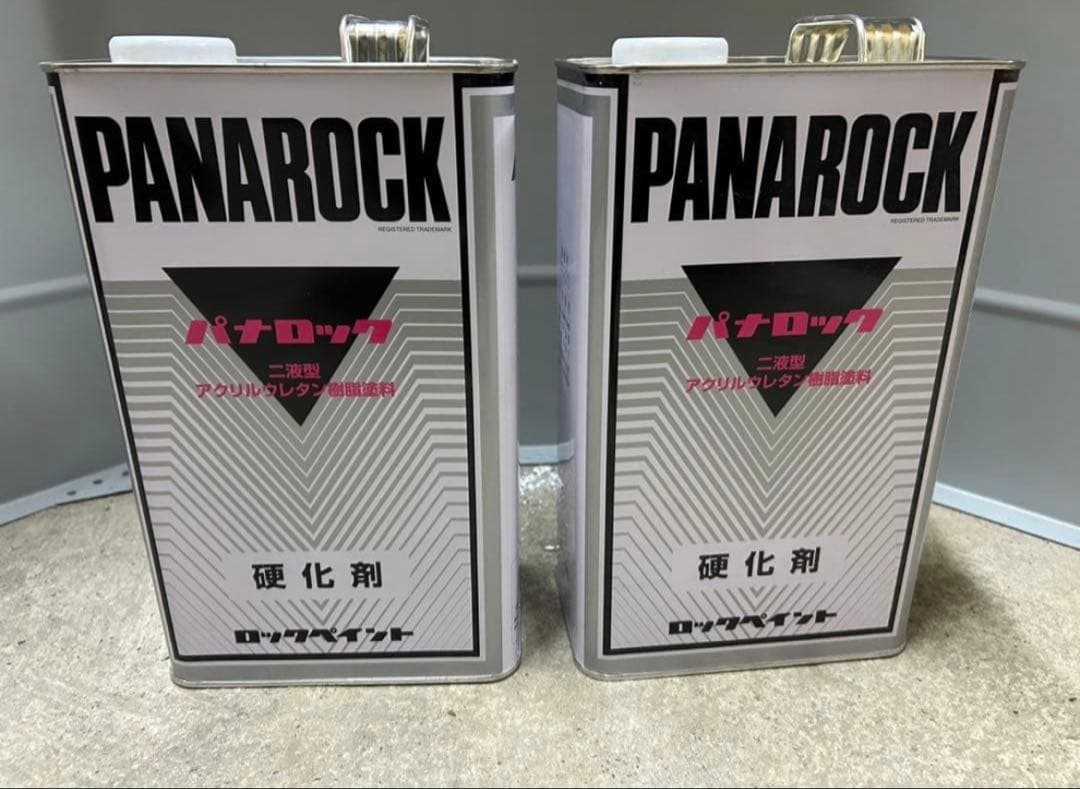 PANAROCK
REGISTERED TRADEMARK
パナロック
二液型
アクリルウレタン樹脂塗料
硬化剤
ロックペイント
PANAROCK
REGISTERED TRADEMARK
パナロック
二液型
アクリルウレタン樹脂塗料
硬化剤
ロックペイント